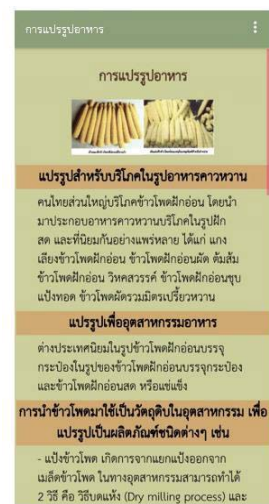 การแปรรูปอาหาร
การแปรรูปอาหาร
แปรรูปสำหรับบริโภคในรูปอาหารคาวหวาน
คนไทยส่วนใหญ่บริโภคข้าวโพดฝักอ่อน โดยนำ
มาประกอบอาหารคาวหวานบริโภคในรูปฝัก
สด และที่นิยมกันอย่างแพร่หลาย ได้แก่ แกง
เลียงข้าวโพดฝักอ่อน ข้าวโพดฝักอ่อนผัด ต้มส้ม
ข้าวโพดฝักอ่อน วิหคสวรรค์ ข้าวโพดฝักอ่อนชุบ
แป้งทอด ข้าวโพดผัดรวมมิตรเปรี้ยวหวาน
แปรรูปเพื่ออุตสาหกรรมอาหาร
ต่างประเทศนิยมในรูปข้าวโพดฝักอ่อนบรรจุ
กระป๋องในรูปของข้าวโพดฝักอ่อนบรรจุกระป๋อง
และข้าวโพดฝักอ่อนสด หรือแช่แข็ง
การนำข้าวโพดมาใช้เป็นวัตถุดิบในอุตสาหกรรม เพื่อ
แปรรูปเป็นผลิตภัณฑ์ชนิดต่างๆ เช่น
- แป้งข้าวโพด เกิดการจากแยกแป้งออกจาก
เมล็ดข้าวโพด ในทางอุตสาหกรรมสามารถทำได้
2 วิธี คือ วิธีบดแห้ง (Dry milling process) และ